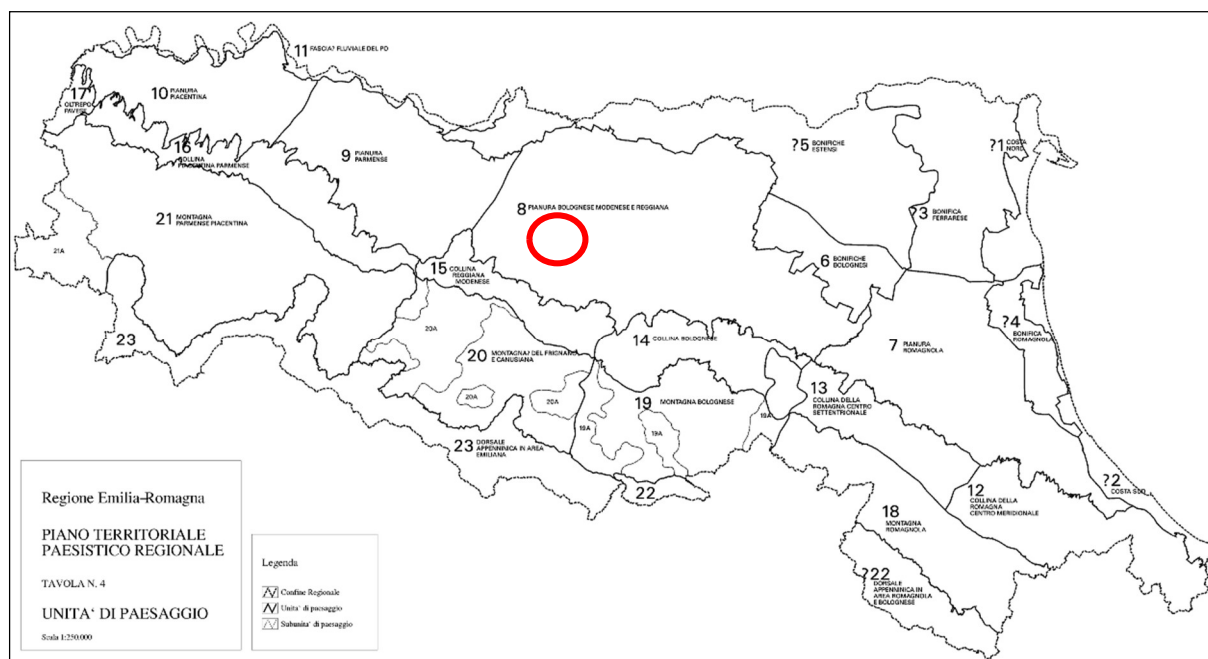 11 FASCIA? FLUVIALE DEL PO
17 OLTREPO
PAVESE
10 PIANURA
PIACENTINA
16 COLLINA
PIACENTINA PARMENSE
9 PIANURA
PARMENSE
?5 BONIFICHE
ESTENSI
?1 COSTA
NORD
21 MONTAGNA
PARMENSE PIACENTINA
21A
8 PIANURA BOLOGNESE MODENESE E REGGIANA
?3 BONIFICA
FERRARESE
15 COLLINA
REGGIANA
MODENESE
6 BONIFICHE
BOLOGNESI
23
20A
14 COLLINA BOLOGNESE
7 PIANURA
ROMAGNOLA
?4 BONIFICA
ROMAGNOLA
20 MONTAGNA? DEL FRIGNANO
E CANUSIANA
20A
20A
19 MONTAGNA BOLOGNESE
19A
19A
19A
13 COLLINA DELLA
ROMAGNA CENTRO
SETTENTRIONALE
23 DORSALE
APPENNINICA IN AREA
EMILIANA
22
12 COLLINA DELLA
ROMAGNA
CENTRO MERIDIONALE
?2 COSTA SUD
18 MONTAGNA
ROMAGNOLA
?22 DORSALE
APPENNINICA IN
AREA ROMAGNOLA
E BOLOGNESE
Regione Emilia-Romagna
PIANO TERRITORIALE
PAESISTICO REGIONALE
TAVOLA N. 4
UNITA' DI PAESAGGIO
Scala 1:250.000
Legenda
Confine Regionale
Unita' di paesaggio
Subunita' di paesaggio